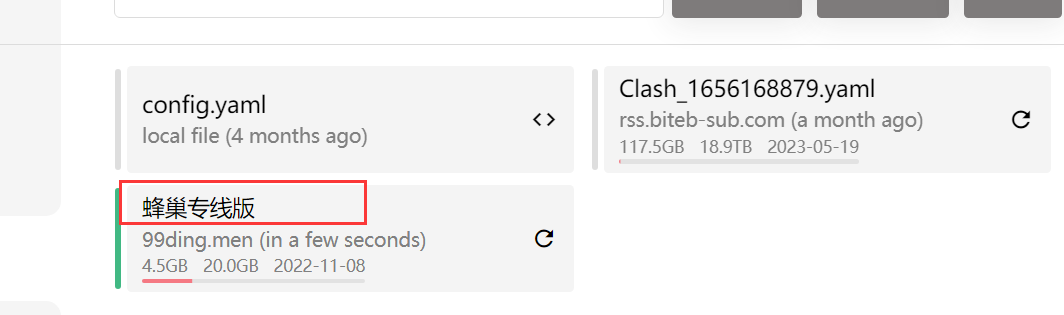 config.yaml
local file (4 months ago)
Clash_1656168879.yaml
rss.biteb-sub.com (a month ago)
117.5GB 18.9TB 2023-05-19
蜂巢专线版
99ding.men (in a few seconds)
4.5GB 20.0GB 2022-11-08